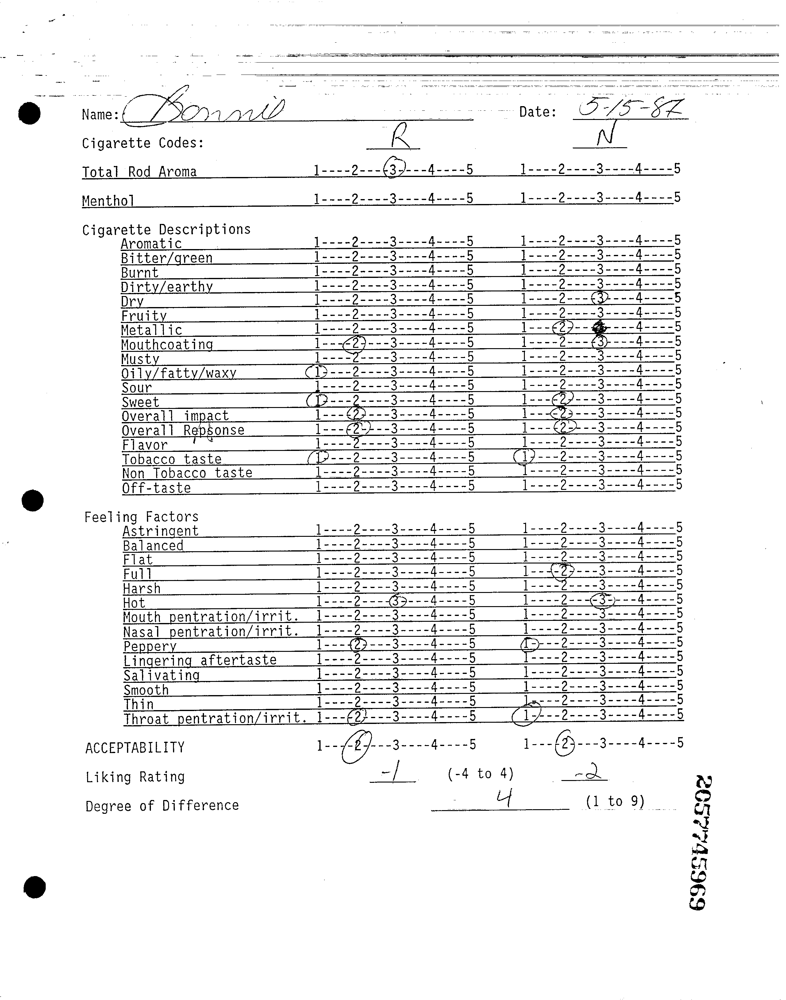 Name: Bonnie Date: 5-15-87
Cigarette Codes: R N
Total Rod Aroma 1----2----3----4----5 1----2----3----4----5
Menthol 1----2----3----4----5 1----2----3----4----5
Cigarette Descriptions
Aromatic 1----2----3----4----5 1----2----3----4----5
Bitter/green 1----2----3----4----5 1----2----3----4----5
Burnt 1----2----3----4----5 1----2----3----4----5
Dirty/earthy 1----2----3----4----5 1----2----3----4----5
Dry 1----2----3----4----5 1----2----3----4----5
Fruity 1----2----3----4----5 1----2----3----4----5
Metallic 1----2----3----4----5 1----2--------4----5
Mouthcoating 1----2----3----4----5 1----2----3----4----5
Musty 1----2----3----4----5 1----2----3----4----5
Oily/fatty/waxy 1----2----3----4----5 1----2----3----4----5
Sour 1----2----3----4----5 1----2----3----4----5
Sweet 1----2----3----4----5 1----2----3----4----5
Overall impact 1----2----3----4----5 1----2----3----4----5
Overall Repsonse 1----2----3----4----5 1----2----3----4----5
Flavor 1----2----3----4----5 1----2----3----4----5
Tobacco taste 1----2----3----4----5 1----2----3----4----5
Non Tobacco taste 1----2----3----4----5 1----2----3----4----5
Off-taste 1----2----3----4----5 1----2----3----4----5
Feeling Factors
Astringent 1----2----3----4----5 1----2----3----4----5
Balanced 1----2----3----4----5 1----2----3----4----5
Flat 1----2----3----4----5 1----2----3----4----5
Full 1----2----3----4----5 1----2----3----4----5
Harsh 1----2----3----4----5 1----2----3----4----5
Hot 1----2----3----4----5 1----2----3----4----5
Mouth pentration/irrit. 1----2----3----4----5 1----2----3----4----5
Nasal pentration/irrit. 1----2----3----4----5 1----2----3----4----5
Peppery 1----2----3----4----5 1----2----3----4----5
Lingering aftertaste 1----2----3----4----5 1----2----3----4----5
Salivating 1----2----3----4----5 1----2----3----4----5
Smooth 1----2----3----4----5 1----2----3----4----5
Thin 1----2----3----4----5 1----2----3----4----5
Throat pentration/irrit. 1----2----3----4----5 1----2----3----4----5
ACCEPTABILITY 1----2----3----4----5 1----2----3----4----5
Liking Rating -1 (-4 to 4) -2
Degree of Difference 4 (1 to 9)
2057745969